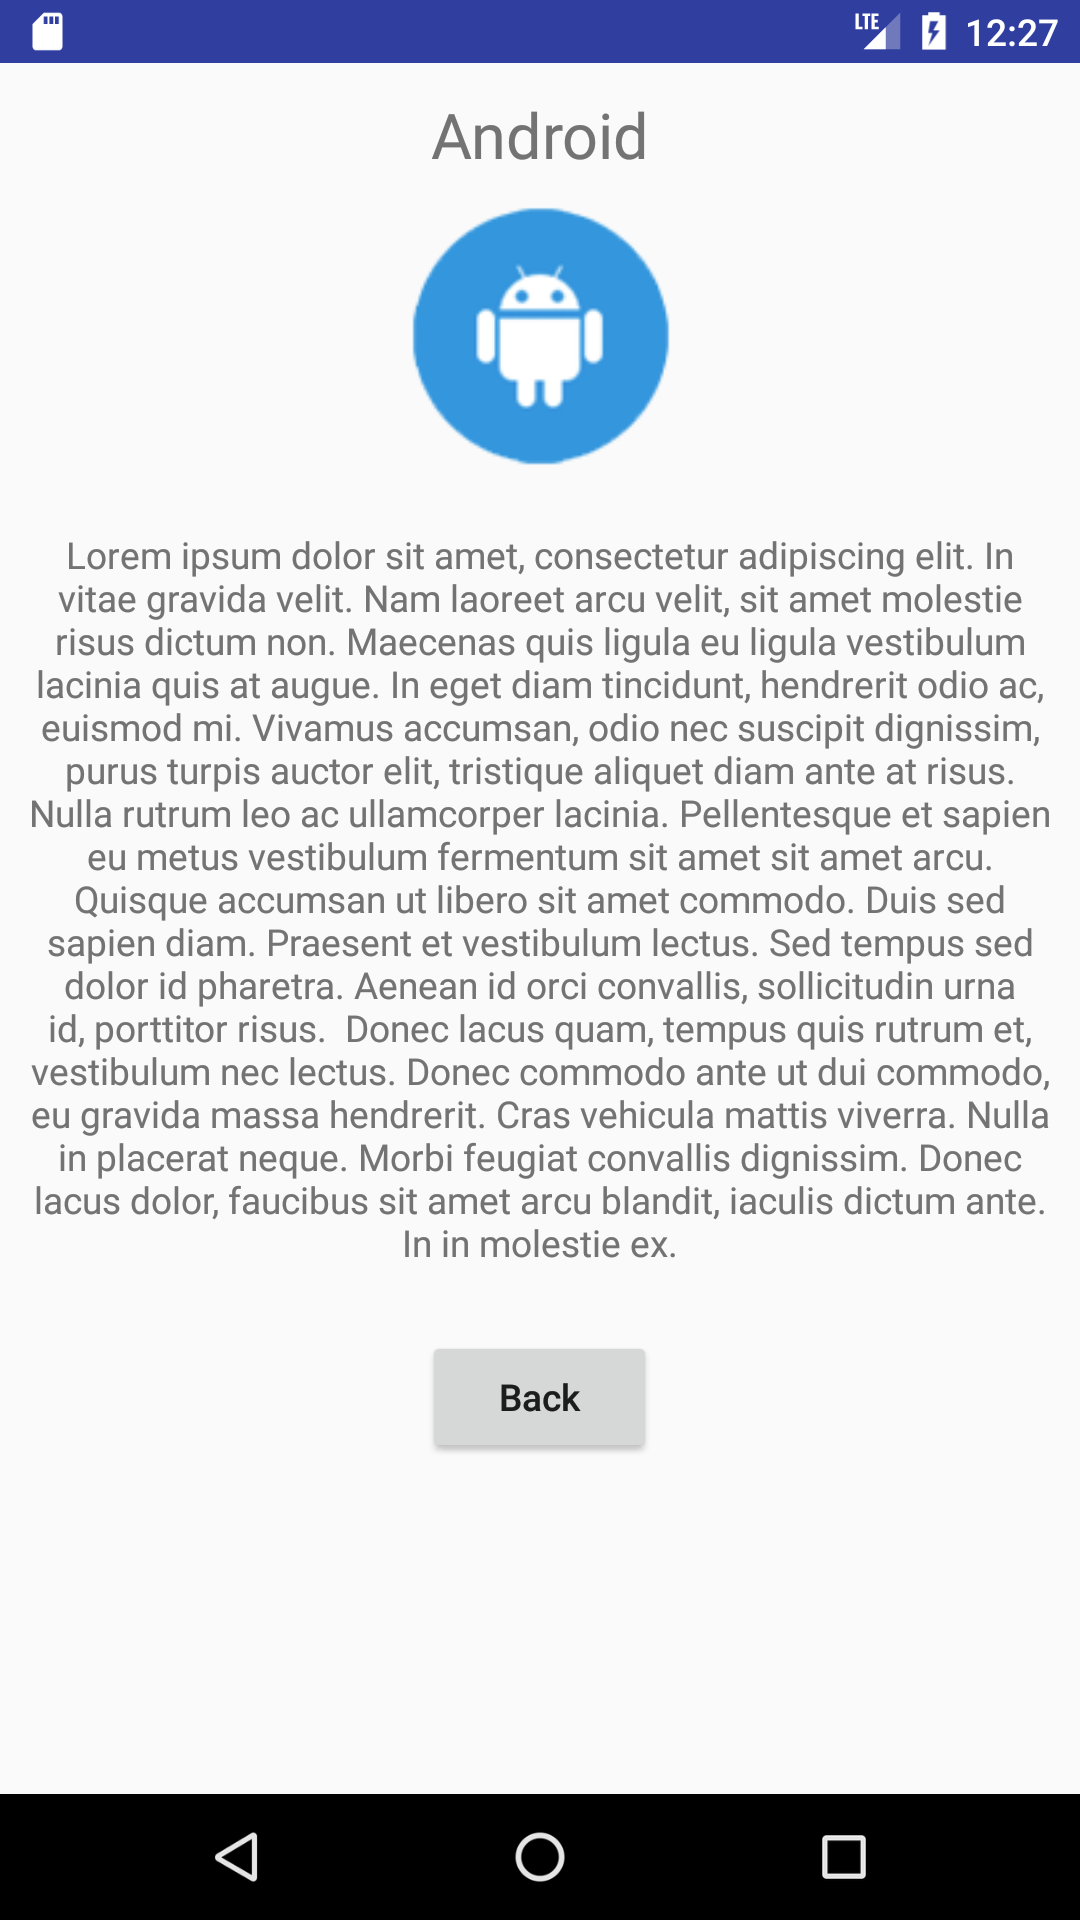 LTE 12:27
Android
Lorem ipsum dolor sit amet, consectetur adipiscing elit. In
vitae gravida velit. Nam laoreet arcu velit, sit amet molestie
risus dictum non. Maecenas quis ligula eu ligula vestibulum
lacinia quis at augue. In eget diam tincidunt, hendrerit odio ac,
euismod mi. Vivamus accumsan, odio nec suscipit dignissim,
purus turpis auctor elit, tristique aliquet diam ante at risus.
Nulla rutrum leo ac ullamcorper lacinia. Pellentesque et sapien
eu metus vestibulum fermentum sit amet sit amet arcu.
Quisque accumsan ut libero sit amet commodo. Duis sed
sapien diam. Praesent et vestibulum lectus. Sed tempus sed
dolor id pharetra. Aenean id orci convallis, sollicitudin urna
id, porttitor risus.  Donec lacus quam, tempus quis rutrum et,
vestibulum nec lectus. Donec commodo ante ut dui commodo,
eu gravida massa hendrerit. Cras vehicula mattis viverra. Nulla
in placerat neque. Morbi feugiat convallis dignissim. Donec
lacus dolor, faucibus sit amet arcu blandit, iaculis dictum ante.
In in molestie ex.
Back